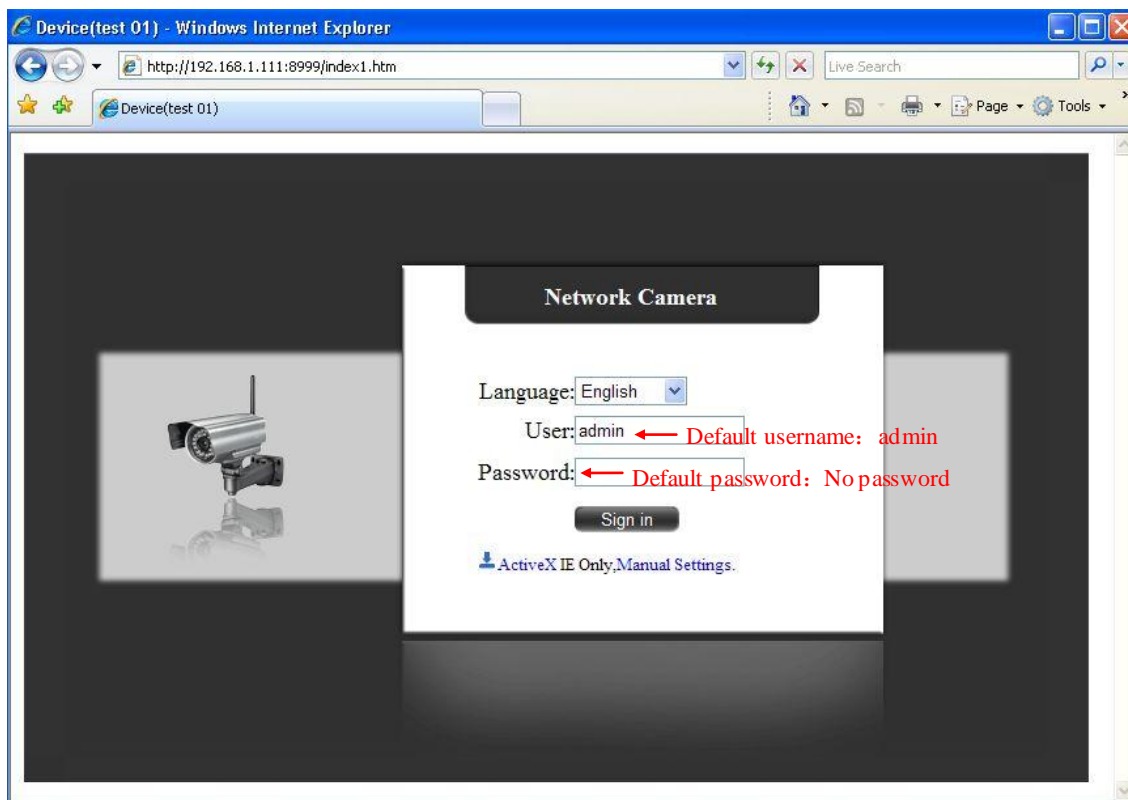 Device(test 01) - Windows Internet Explorer
http://192.168.1.111:8999/index1.htm
Live Search
Device(test 01)
Page
Tools
Network Camera
Language: English
User: admin
Default username：admin
Password:
Default password：No password
Sign in
ActiveX IE Only,Manual Settings.